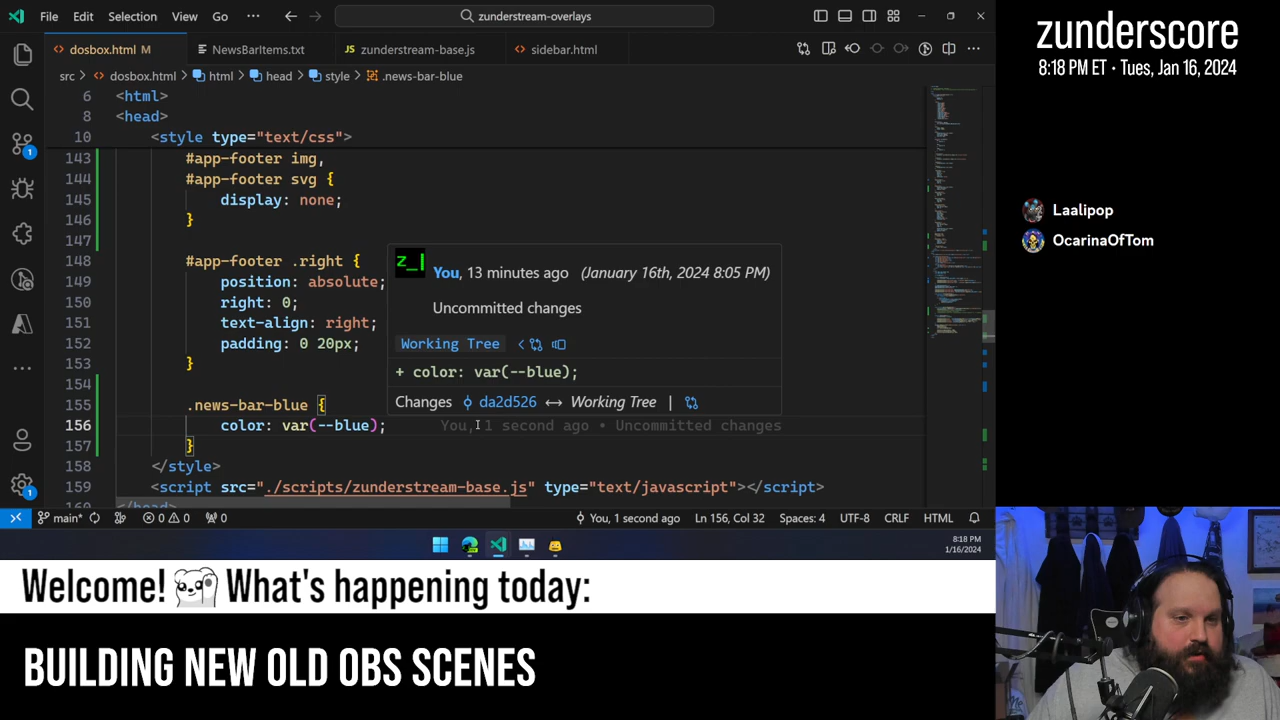 File Edit Selection View Go ··· zunderstream-overlays
dosbox.html M NewsBarItems.txt zunderstream-base.js sidebar.html
src > dosbox.html > html > head > style > .news-bar-blue
6 <html>
8 <head>
10 <style type="text/css">
143 #app-footer img,
144 #app-footer svg {
145 display: none;
146 }
147
148 #app-footer .right {
149 position: absolute;
150 right: 0;
151 text-align: right;
152 padding: 0 20px;
153 }
154
155 .news-bar-blue {
156 color: var(--blue); You, 1 second ago • Uncommitted changes
157 }
158 </style>
159 <script src="./scripts/zunderstream-base.js" type="text/javascript"></script>
160 </head>
z_
You, 13 minutes ago (January 16th, 2024 8:05 PM)
Uncommitted changes
Working Tree
+ color: var(--blue);
Changes da2d526 ↔ Working Tree |
1
1
main* 0 0 0 You, 1 second ago Ln 156, Col 32 Spaces: 4 UTF-8 CRLF HTML
8:18 PM
1/16/2024
zunderscore
8:18 PM ET • Tues, Jan 16, 2024
Laalipop
OcarinaOfTom
Welcome! What's happening today:
BUILDING NEW OLD OBS SCENES